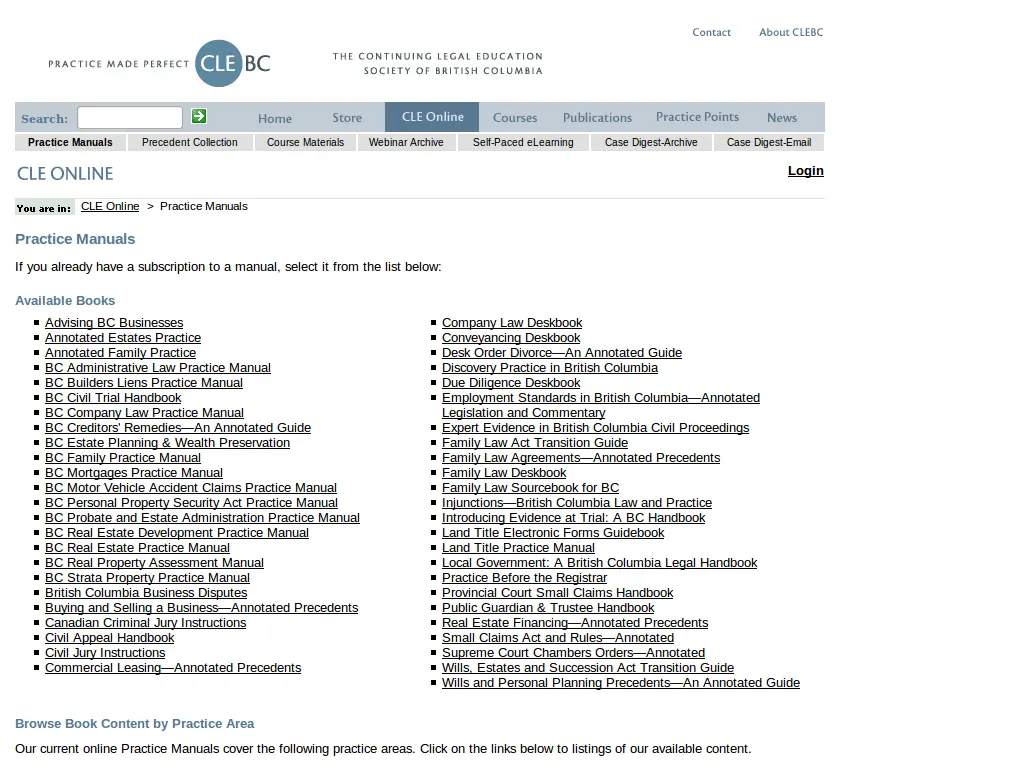 Contact About CLEBC
PRACTICE MADE PERFECT CLE BC
THE CONTINUING LEGAL EDUCATION
SOCIETY OF BRITISH COLUMBIA
Search: Home Store CLE Online Courses Publications Practice Points News
Practice Manuals Precedent Collection Course Materials Webinar Archive Self-Paced eLearning Case Digest-Archive Case Digest-Email
CLE ONLINE
Login
You are in: CLE Online > Practice Manuals
Practice Manuals
If you already have a subscription to a manual, select it from the list below:
Available Books
Advising BC Businesses
Annotated Estates Practice
Annotated Family Practice
BC Administrative Law Practice Manual
BC Builders Liens Practice Manual
BC Civil Trial Handbook
BC Company Law Practice Manual
BC Creditors' Remedies—An Annotated Guide
BC Estate Planning & Wealth Preservation
BC Family Practice Manual
BC Mortgages Practice Manual
BC Motor Vehicle Accident Claims Practice Manual
BC Personal Property Security Act Practice Manual
BC Probate and Estate Administration Practice Manual
BC Real Estate Development Practice Manual
BC Real Estate Practice Manual
BC Real Property Assessment Manual
BC Strata Property Practice Manual
British Columbia Business Disputes
Buying and Selling a Business—Annotated Precedents
Canadian Criminal Jury Instructions
Civil Appeal Handbook
Civil Jury Instructions
Commercial Leasing—Annotated Precedents
Company Law Deskbook
Conveyancing Deskbook
Desk Order Divorce—An Annotated Guide
Discovery Practice in British Columbia
Due Diligence Deskbook
Employment Standards in British Columbia—Annotated
Legislation and Commentary
Expert Evidence in British Columbia Civil Proceedings
Family Law Act Transition Guide
Family Law Agreements—Annotated Precedents
Family Law Deskbook
Family Law Sourcebook for BC
Injunctions—British Columbia Law and Practice
Introducing Evidence at Trial: A BC Handbook
Land Title Electronic Forms Guidebook
Land Title Practice Manual
Local Government: A British Columbia Legal Handbook
Practice Before the Registrar
Provincial Court Small Claims Handbook
Public Guardian & Trustee Handbook
Real Estate Financing—Annotated Precedents
Small Claims Act and Rules—Annotated
Supreme Court Chambers Orders—Annotated
Wills, Estates and Succession Act Transition Guide
Wills and Personal Planning Precedents—An Annotated Guide
Browse Book Content by Practice Area
Our current online Practice Manuals cover the following practice areas. Click on the links below to listings of our available content.